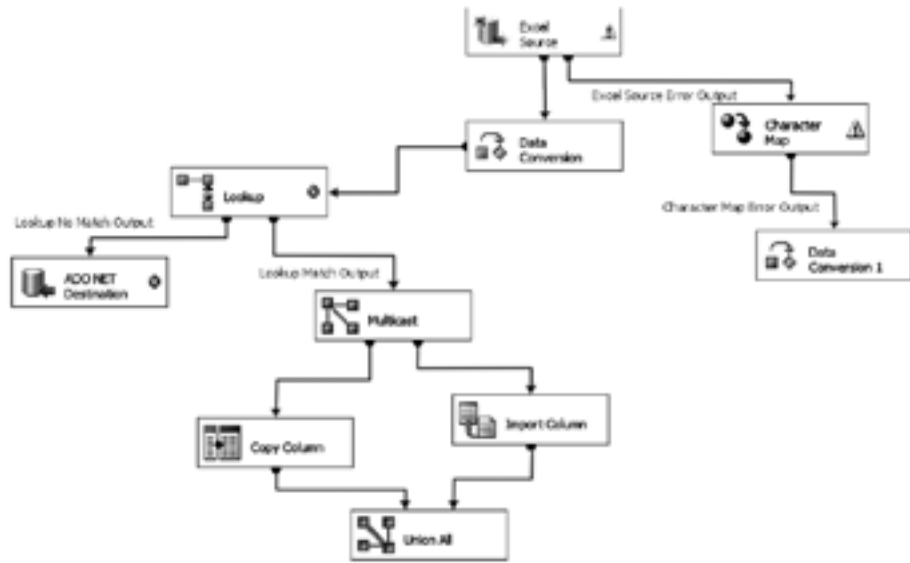 Excel
Source
Excel Source Error Output
Character
Map
Data
Conversion
Lookup
Character Map Error Output
Lookup No Match Output
Data
Conversion 1
ADO NET
Destination
Lookup Match Output
Multicast
Import Column
Copy Column
Union All